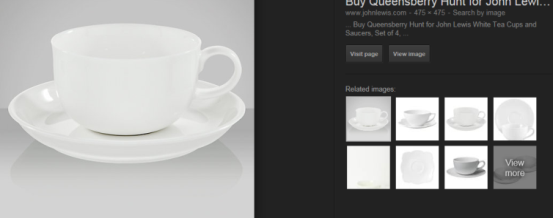 Buy Queensberry Hunt for John Lewi...
www.johnlewis.com - 475 × 475 - Search by image
... Buy Queensberry Hunt for John Lewis White Tea Cups and
Saucers, Set of 4, ...
Visit page
View image
Related images:
View
more